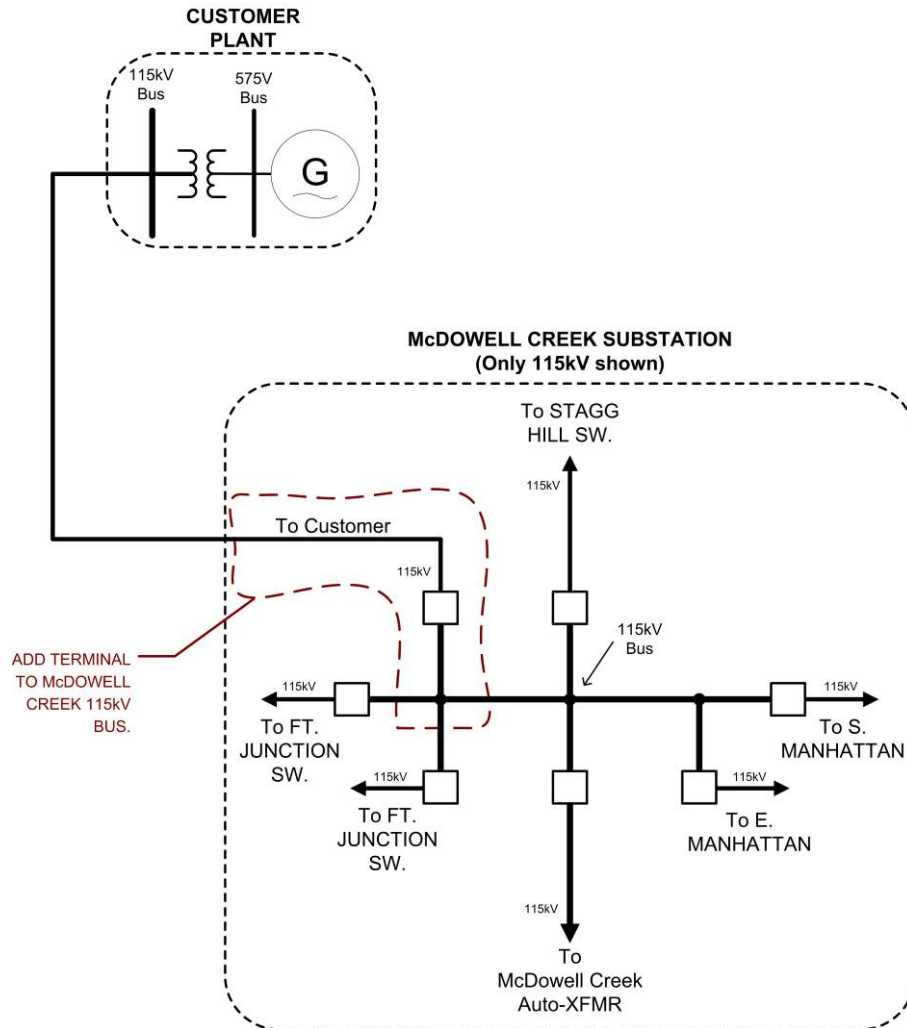 CUSTOMER
PLANT
115kV
Bus
575V
Bus
G
McDOWELL CREEK SUBSTATION
(Only 115kV shown)
To STAGG
HILL SW.
115kV
To Customer
115kV
115kV
Bus
ADD TERMINAL
TO McDOWELL
CREEK 115kV
BUS.
115kV
To FT.
JUNCTION
SW.
115kV
To S.
MANHATTAN
115kV
To FT.
JUNCTION
SW.
115kV
To E.
MANHATTAN
115kV
To
McDowell Creek
Auto-XFMR